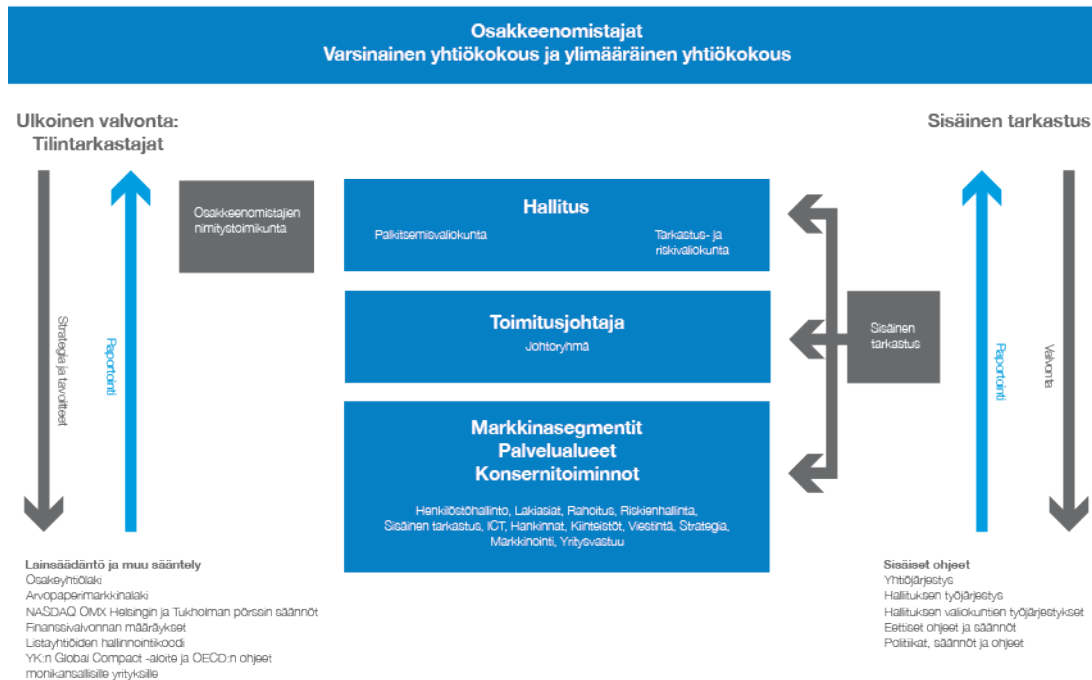 Osakkeenomistajat
Varsinainen yhtiökokous ja ylimääräinen yhtiökokous
Ulkoinen valvonta:
Tilintarkastajat
Sisäinen tarkastus
Strategia ja tavoitteet
Raportointi
Osakkeenomistajien
nimitystoimikunta
Hallitus
Palkitsemisvaliokunta
Tarkastus- ja
riskivaliokunta
Toimitusjohtaja
Johtoryhmä
Markkinasegmentit
Palvelualueet
Konsernitoiminnot
Henkilöstöhallinto, Lakiasiat, Rahoitus, Riskienhallinta,
Sisäinen tarkastus, ICT, Hankinnat, Kiinteistöt, Viestintä, Strategia,
Markkinointi, Yritysvastuu
Sisäinen
tarkastus
Raportointi
Valvonta
Lainsäädäntö ja muu sääntely
Osakeyhtiölaki
Arvopaperimarkkinalaki
NASDAQ OMX Helsingin ja Tukholman pörssin säännöt
Finanssivalvonnan määräykset
Listayhtiöiden hallinnointikoodi
YK:n Global Compact -aloite ja OECD:n ohjeet
monikansallisille yrityksille
Sisäiset ohjeet
Yhtiöjärjestys
Hallituksen työjärjestys
Hallituksen valiokuntien työjärjestykset
Eettiset ohjeet ja säännöt
Politiikat, säännöt ja ohjeet